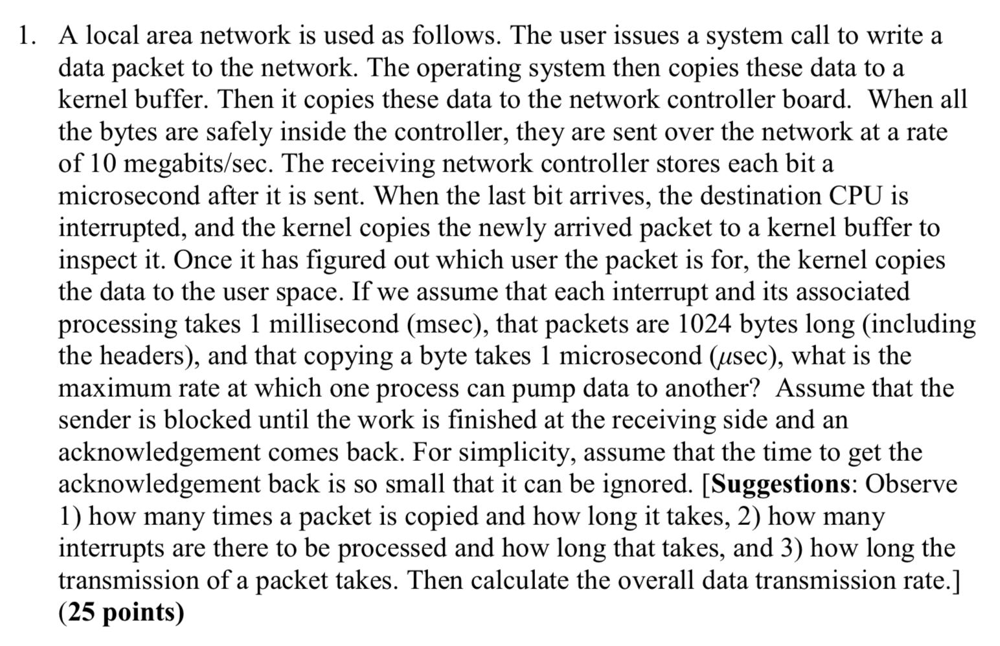 1. A local area network is used as follows. The user issues a system call to write a
data packet to the network. The operating system then copies these data to a
kernel buffer. Then it copies these data to the network controller board.  When all
the bytes are safely inside the controller, they are sent over the network at a rate
of 10 megabits/sec. The receiving network controller stores each bit a
microsecond after it is sent. When the last bit arrives, the destination CPU is
interrupted, and the kernel copies the newly arrived packet to a kernel buffer to
inspect it. Once it has figured out which user the packet is for, the kernel copies
the data to the user space. If we assume that each interrupt and its associated
processing takes 1 millisecond (msec), that packets are 1024 bytes long (including
the headers), and that copying a byte takes 1 microsecond (μsec), what is the
maximum rate at which one process can pump data to another?  Assume that the
sender is blocked until the work is finished at the receiving side and an
acknowledgement comes back. For simplicity, assume that the time to get the
acknowledgement back is so small that it can be ignored. [Suggestions: Observe
1) how many times a packet is copied and how long it takes, 2) how many
interrupts are there to be processed and how long that takes, and 3) how long the
transmission of a packet takes. Then calculate the overall data transmission rate.]
(25 points)